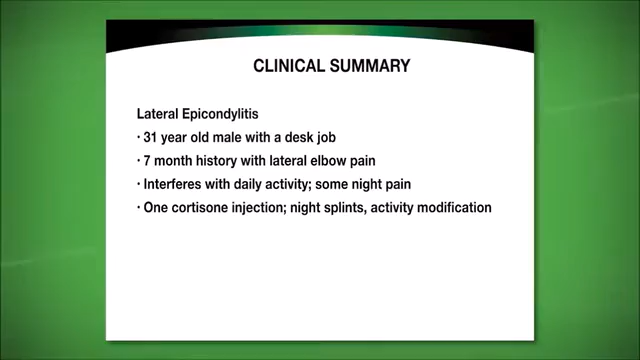 CLINICAL SUMMARY
Lateral Epicondylitis
· 31 year old male with a desk job
· 7 month history with lateral elbow pain
· Interferes with daily activity; some night pain
· One cortisone injection; night splints, activity modification